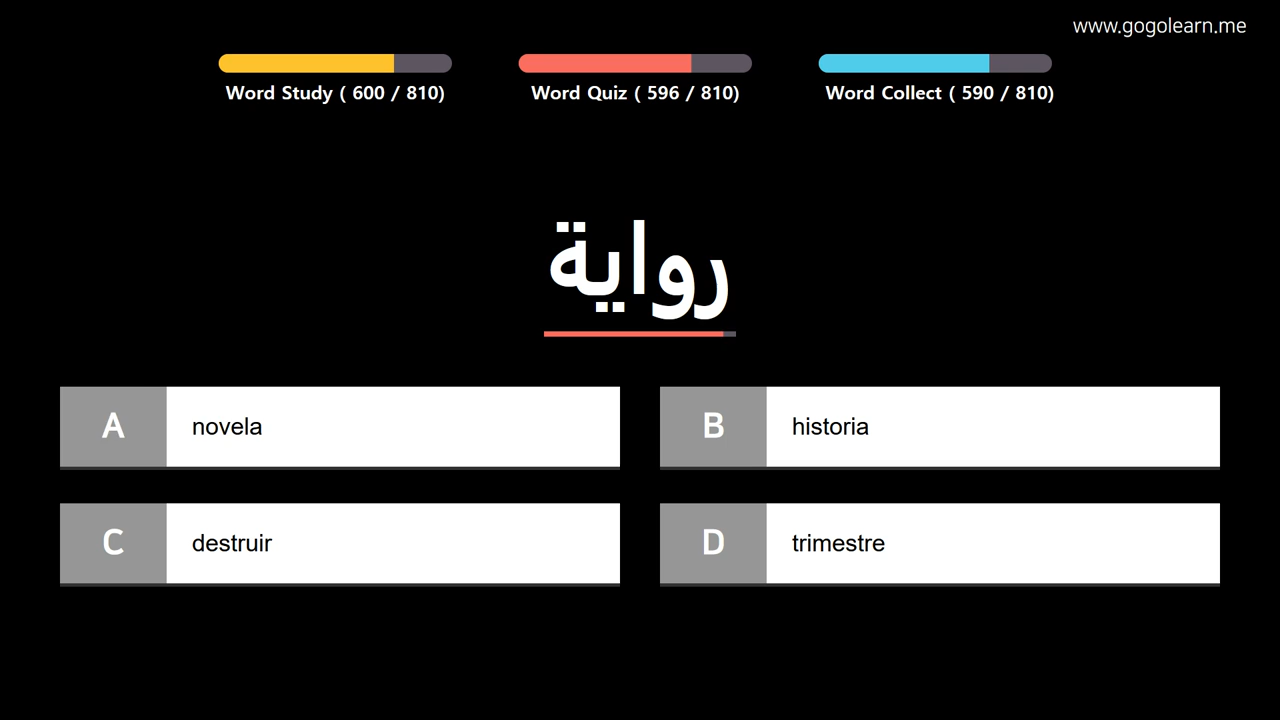 www.gogolearn.me
Word Study ( 600 / 810)
Word Quiz ( 596 / 810)
Word Collect ( 590 / 810)
رواية
A novela
B historia
C destruir
D trimestre